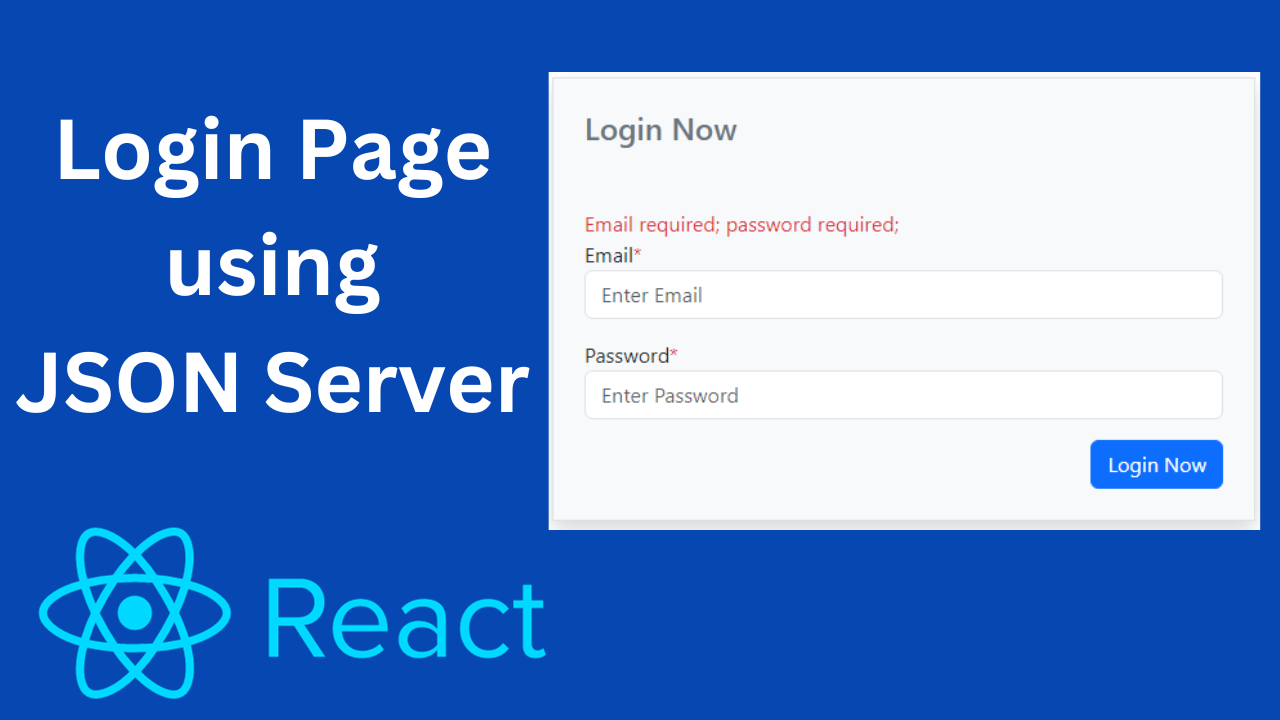 Login Page
using
JSON Server
React
Login Now
Email required; password required;
Email*
Enter Email
Password*
Enter Password
Login Now